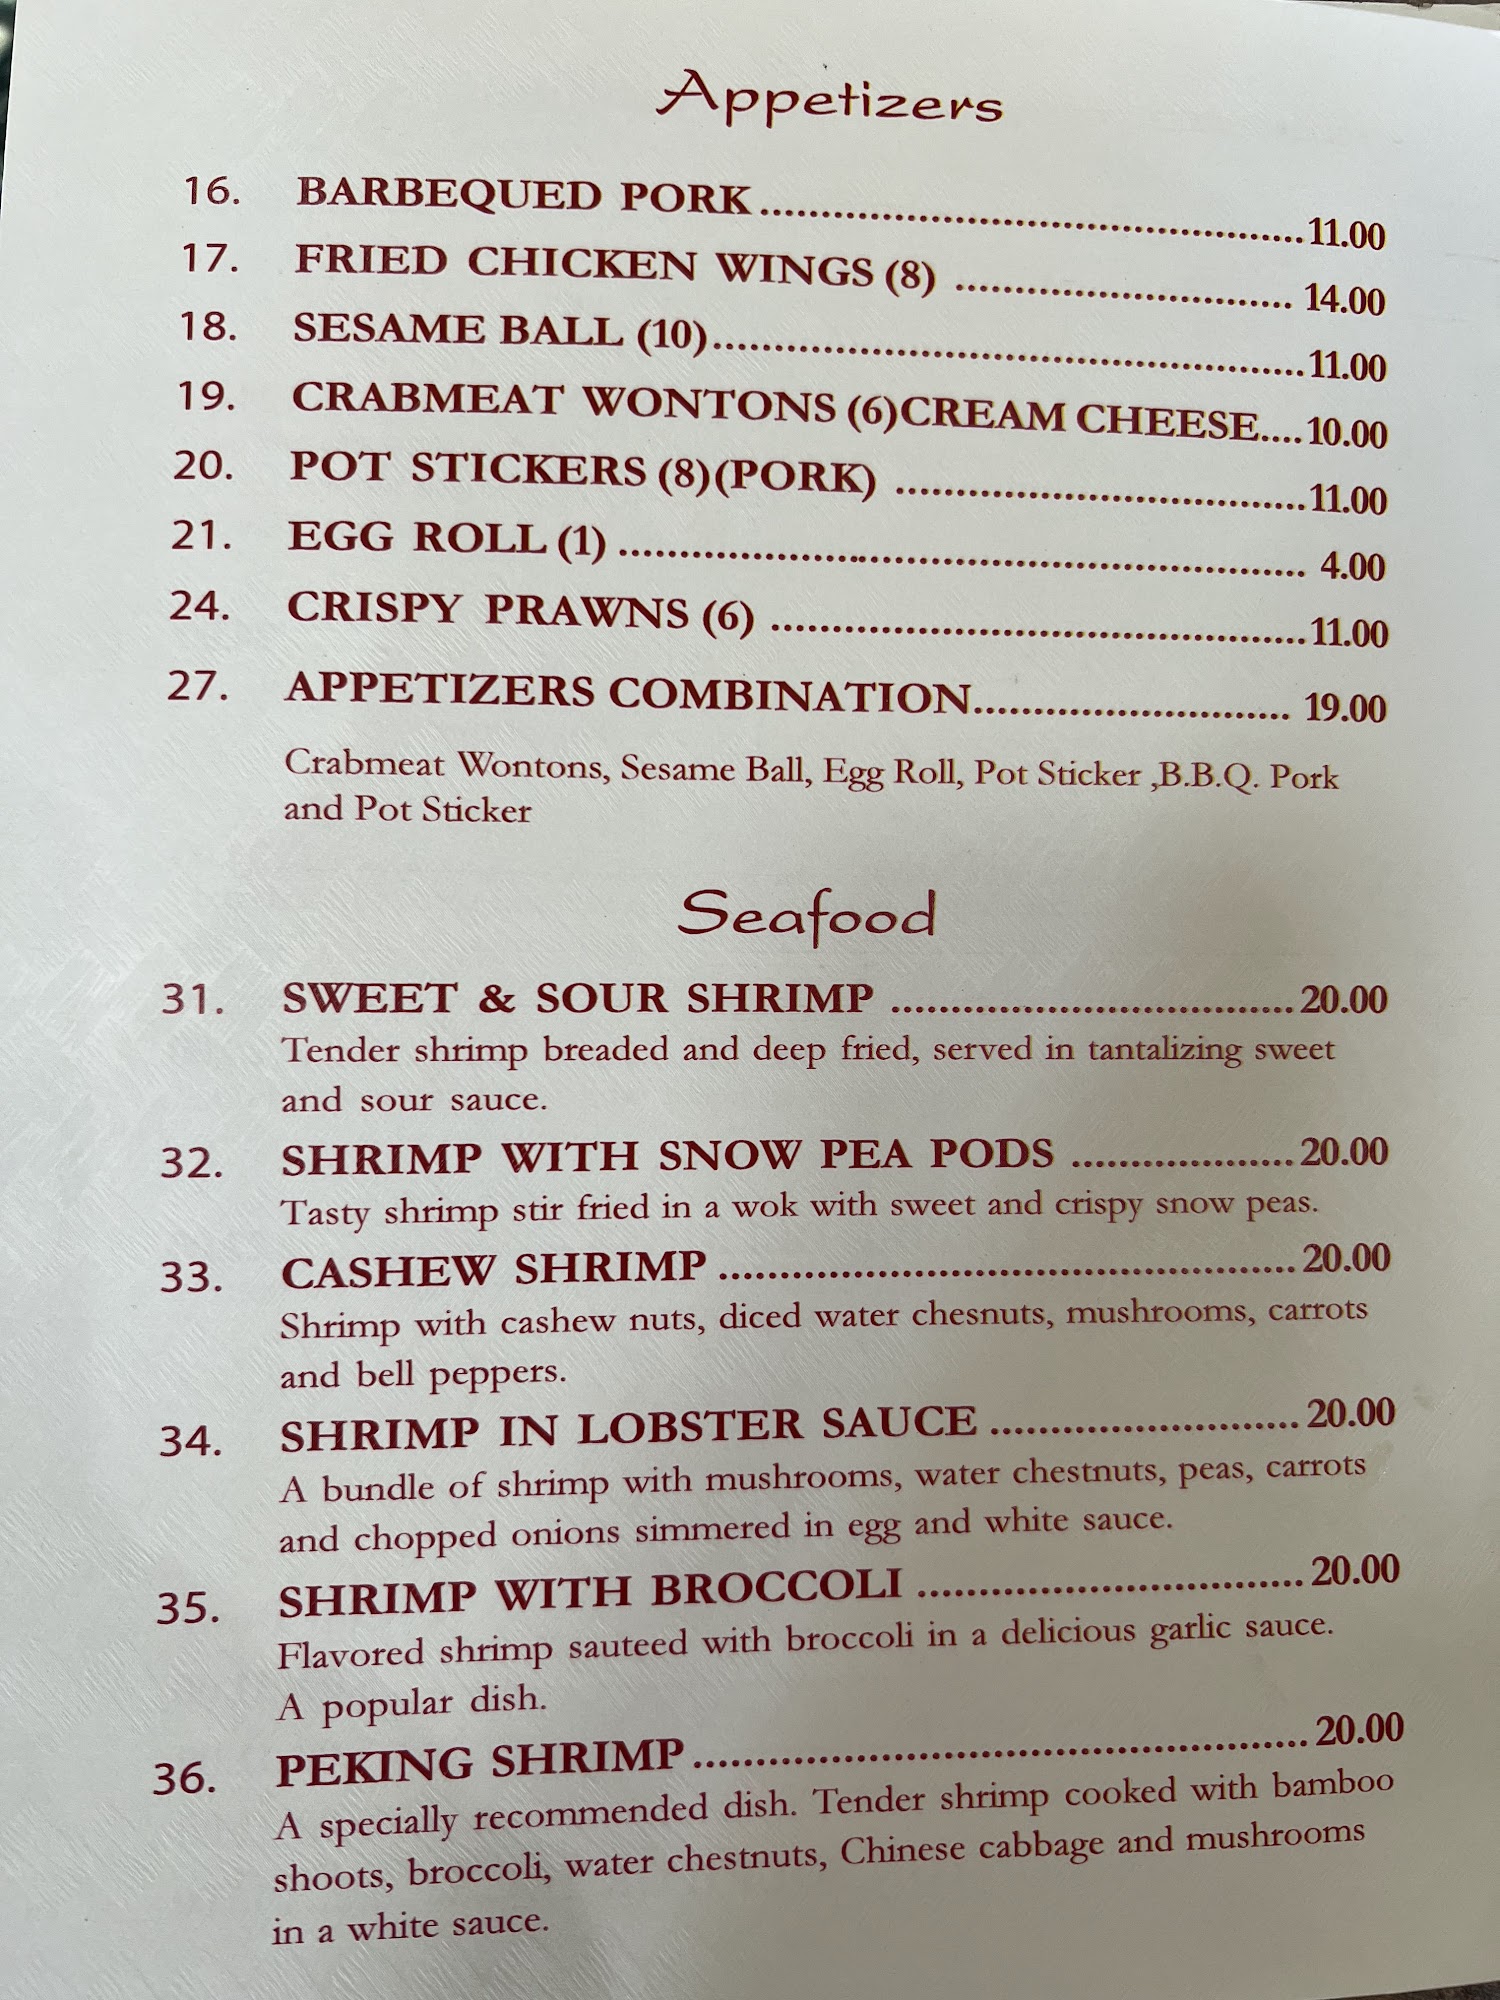 Appetizers
16. BARBEQUED PORK....................11.00
17. FRIED CHICKEN WINGS (8) .................... 14.00
18. SESAME BALL (10)....................11.00
19. CRABMEAT WONTONS (6)CREAM CHEESE....10.00
20. POT STICKERS (8)(PORK) ....................11.00
21. EGG ROLL (1) .................... 4.00
24. CRISPY PRAWNS (6) ....................11.00
27. APPETIZERS COMBINATION.................... 19.00
Crabmeat Wontons, Sesame Ball, Egg Roll, Pot Sticker ,B.B.Q. Pork
and Pot Sticker
Seafood
31. SWEET & SOUR SHRIMP ....................20.00
Tender shrimp breaded and deep fried, served in tantalizing sweet
and sour sauce.
32. SHRIMP WITH SNOW PEA PODS ....................20.00
Tasty shrimp stir fried in a wok with sweet and crispy snow peas.
33. CASHEW SHRIMP ....................20.00
Shrimp with cashew nuts, diced water chesnuts, mushrooms, carrots
and bell peppers.
34. SHRIMP IN LOBSTER SAUCE ....................20.00
A bundle of shrimp with mushrooms, water chestnuts, peas, carrots
and chopped onions simmered in egg and white sauce.
35. SHRIMP WITH BROCCOLI ....................20.00
Flavored shrimp sauteed with broccoli in a delicious garlic sauce.
A popular dish.
36. PEKING SHRIMP....................20.00
A specially recommended dish. Tender shrimp cooked with bamboo
shoots, broccoli, water chestnuts, Chinese cabbage and mushrooms
in a white sauce.